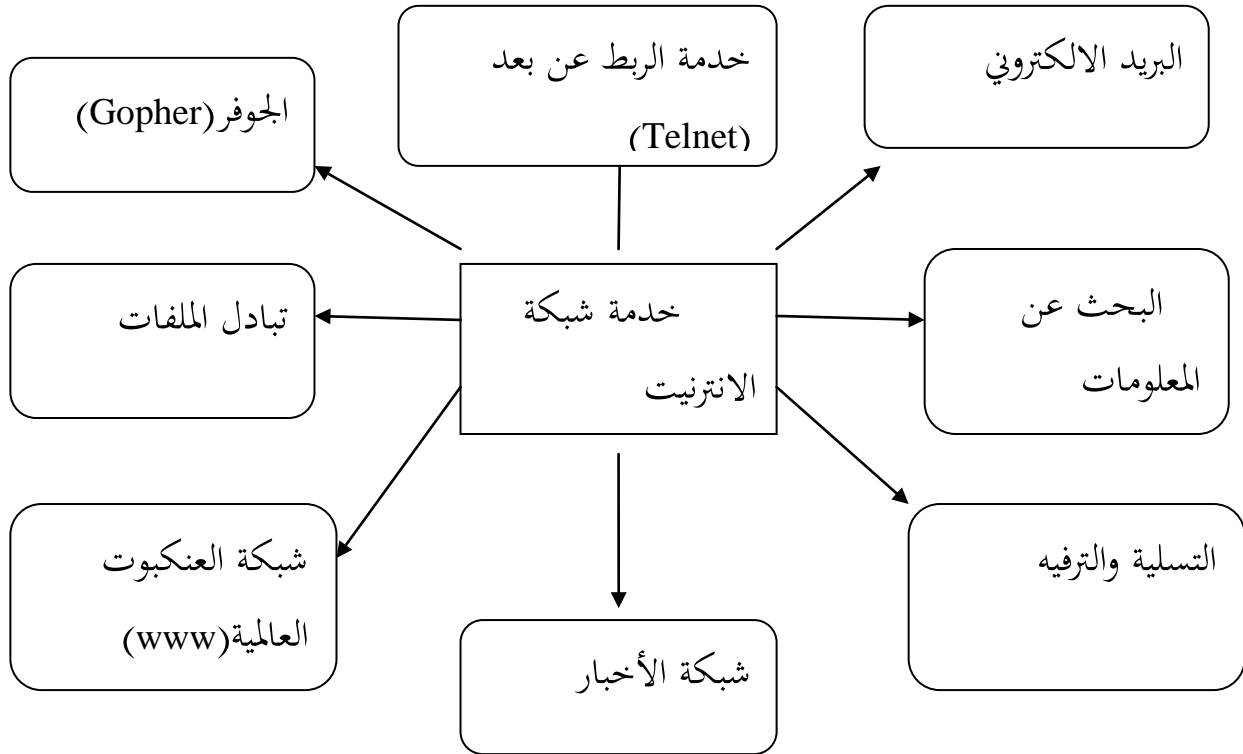 البريد الالكتروني
خدمة الربط عن بعد
(Telnet)
الجوفر(Gopher)
البحث عن
المعلومات
خدمة شبكة
الانترنيت
تبادل الملفات
التسلية والترفيه
شبكة الأخبار
شبكة العنكبوت
العالمية(www)